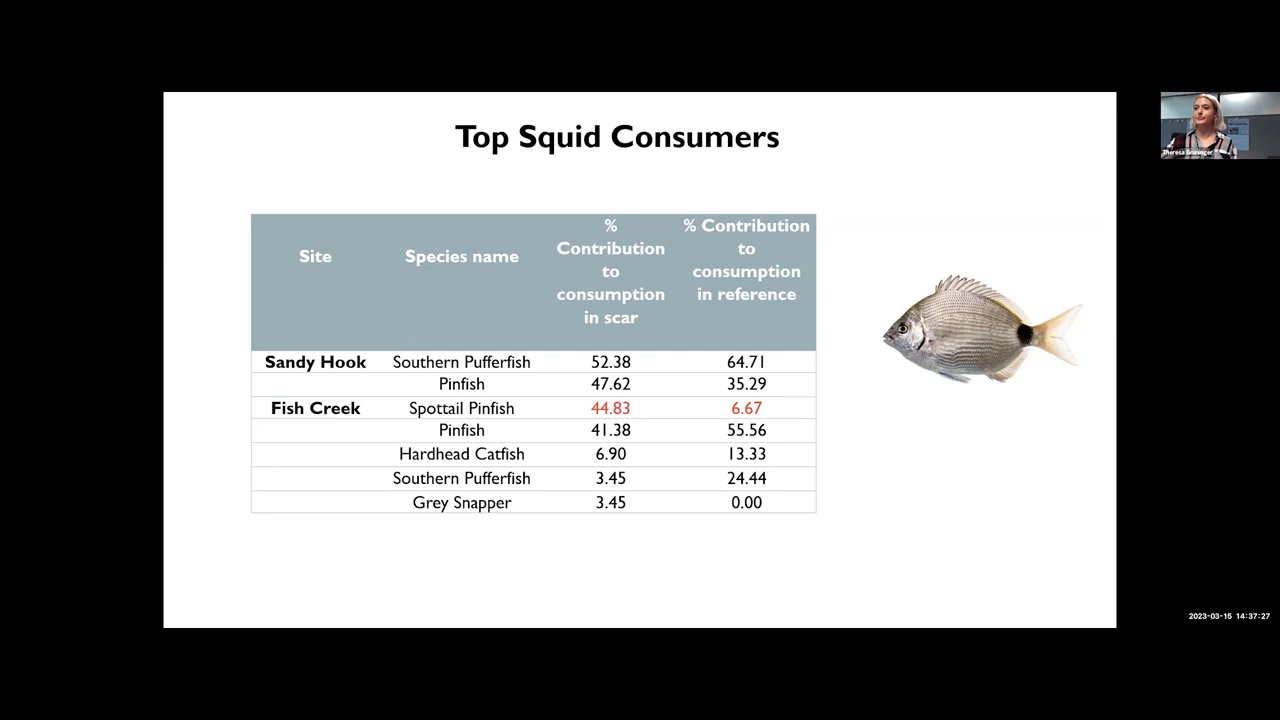 Top Squid Consumers
Site
Species name
%
Contribution
to
consumption
in scar
% Contribution
to
consumption
in reference
Sandy Hook Southern Pufferfish 52.38 64.71
Pinfish 47.62 35.29
Fish Creek Spottail Pinfish 44.83 6.67
Pinfish 41.38 55.56
Hardhead Catfish 6.90 13.33
Southern Pufferfish 3.45 24.44
Grey Snapper 3.45 0.00
Theresa
2023-03-15 14:37:27